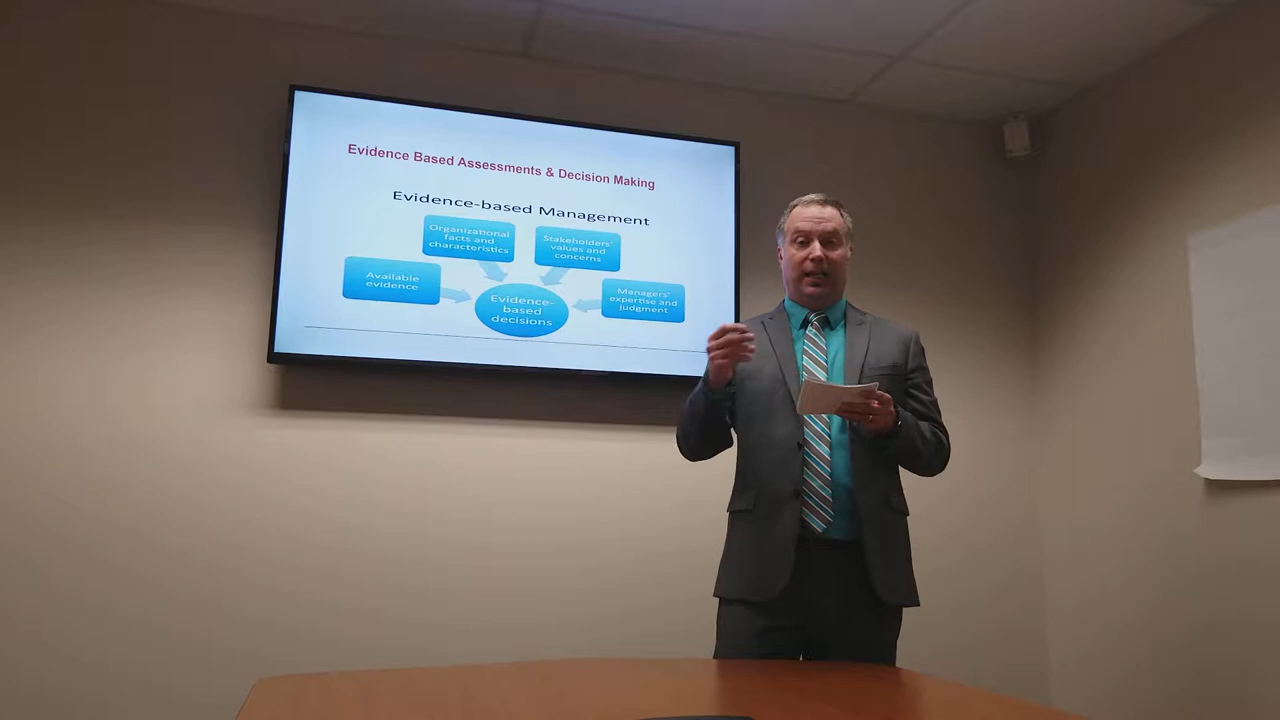 Evidence Based Assessments & Decision Making
Evidence-based Management
Organizational
facts and
characteristics
Stakeholders'
values and
concerns
Available
evidence
Managers'
expertise and
judgment
Evidence-
based
decisions